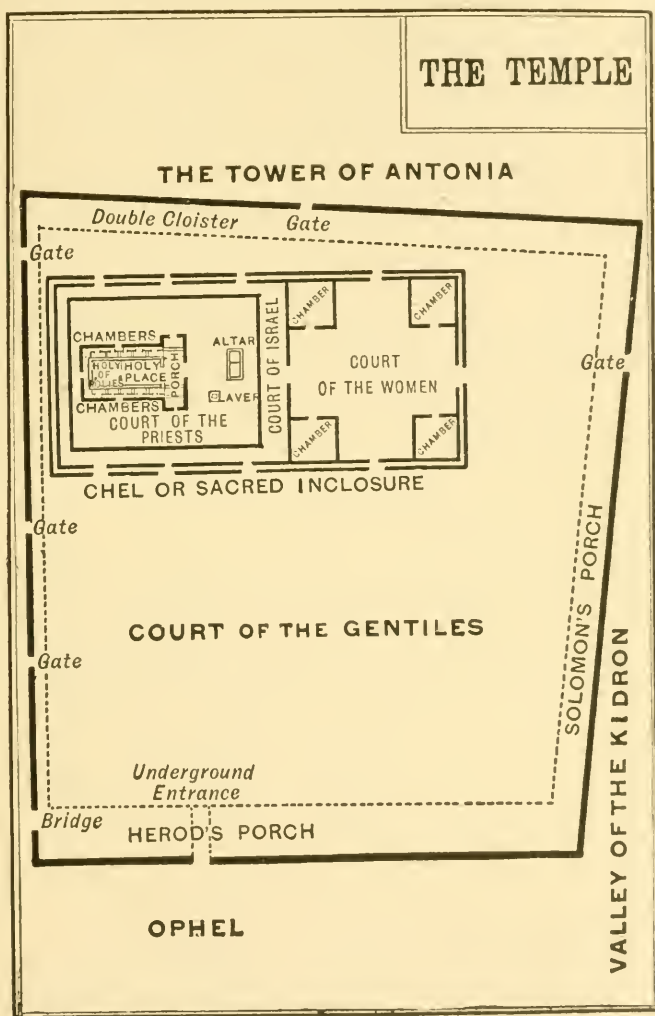 THE TEMPLE
THE TOWER OF ANTONIA
Double Cloister
Gate
Gate
CHAMBER
CHAMBER
CHAMBERS
HOLY
OF
HOLIES
HOLY
PLACE
PORCH
CHAMBERS
ALTAR
LAVER
COURT OF THE
PRIESTS
COURT OF ISRAEL
COURT
OF THE WOMEN
Gate
CHAMBER
CHAMBER
CHEL OR SACRED INCLOSURE
Gate
COURT OF THE GENTILES
SOLOMON'S PORCH
Gate
VALLEY OF THE KIDRON
Underground
Entrance
Bridge
HEROD'S PORCH
OPHEL